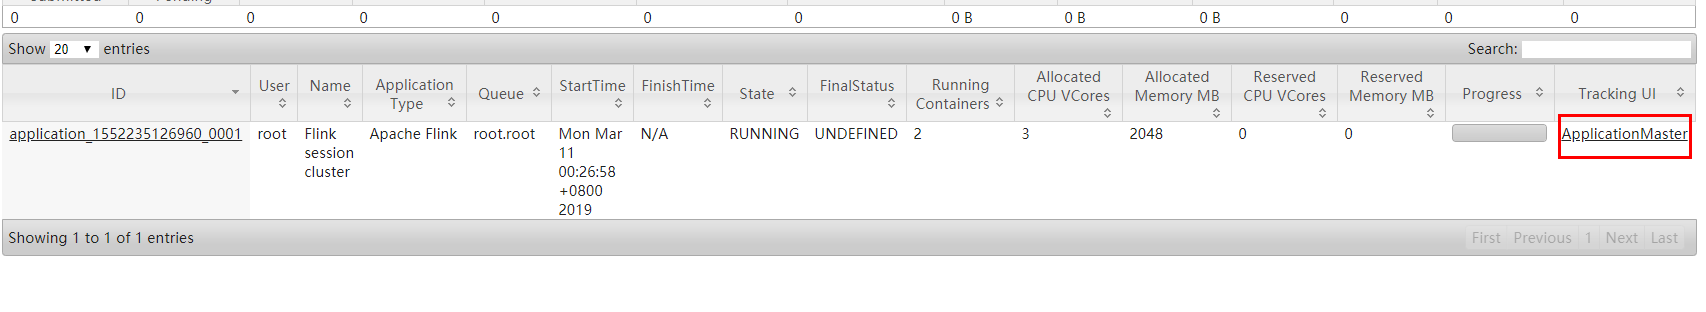 Submitted Pending
0 0 0 0 0 0 0 0 B 0 B 0 B 0 0 0
Show 20 entries Search:
ID User Name Application Type Queue StartTime FinishTime State FinalStatus Running Containers Allocated CPU VCores Allocated Memory MB Reserved CPU VCores Reserved Memory MB Progress Tracking UI
application_1552235126960_0001 root Flink Apache Flink root.root Mon Mar N/A RUNNING UNDEFINED 2 3 2048 0 0 ApplicationMaster
session 11
cluster 00:26:58
+0800
2019
Showing 1 to 1 of 1 entries First Previous 1 Next Last